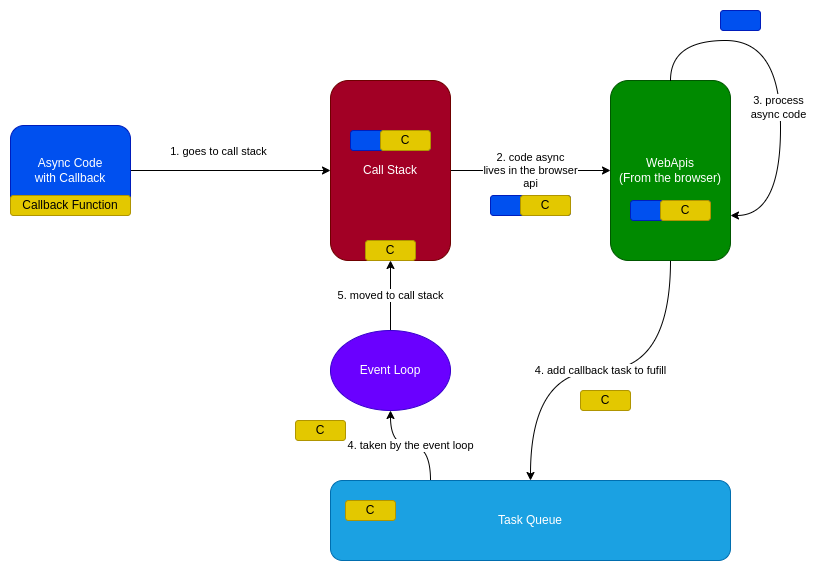 3. process
async code
Async Code
with Callback
Callback Function
1. goes to call stack
C
Call Stack
C
2. code async
lives in the browser
api
C
WebApis
(From the browser)
C
5. moved to call stack
Event Loop
4. add callback task to fufill
C
C
4. taken by the event loop
C
Task Queue